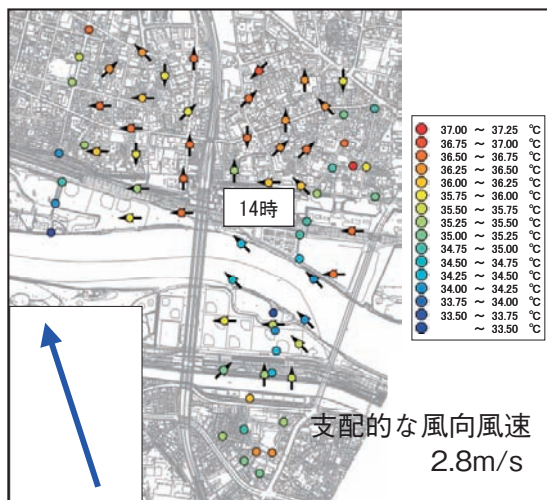 14時
37.00 ～ 37.25 ℃
36.75 ～ 37.00 ℃
36.50 ～ 36.75 ℃
36.25 ～ 36.50 ℃
36.00 ～ 36.25 ℃
35.75 ～ 36.00 ℃
35.50 ～ 35.75 ℃
35.25 ～ 35.50 ℃
35.00 ～ 35.25 ℃
34.75 ～ 35.00 ℃
34.50 ～ 34.75 ℃
34.25 ～ 34.50 ℃
34.00 ～ 34.25 ℃
33.75 ～ 34.00 ℃
33.50 ～ 33.75 ℃
～ 33.50 ℃
支配的な風向風速
2.8m/s